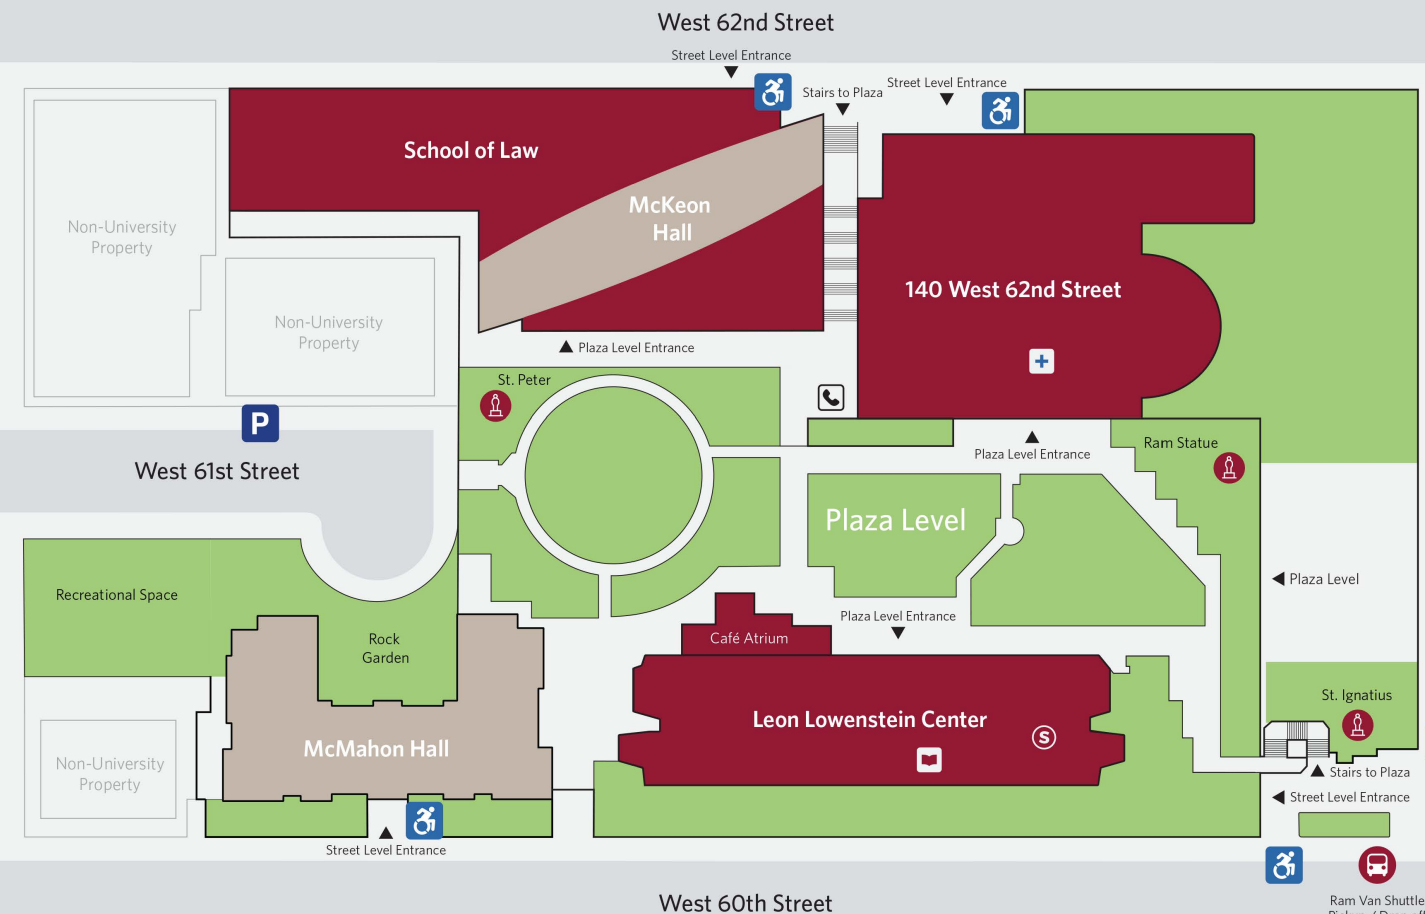 West 62nd Street
Street Level Entrance
Street Level Entrance
Stairs to Plaza
School of Law
McKeon
Hall
Non-University
Property
140 West 62nd Street
Non-University
Property
Plaza Level Entrance
St. Peter
P
West 61st Street
Ram Statue
Plaza Level Entrance
Plaza Level
Plaza Level
Recreational Space
Plaza Level Entrance
Rock
Garden
Café Atrium
St. Ignatius
Leon Lowenstein Center
S
McMahon Hall
Non-University
Property
Stairs to Plaza
Street Level Entrance
Street Level Entrance
West 60th Street
Ram Van Shuttle